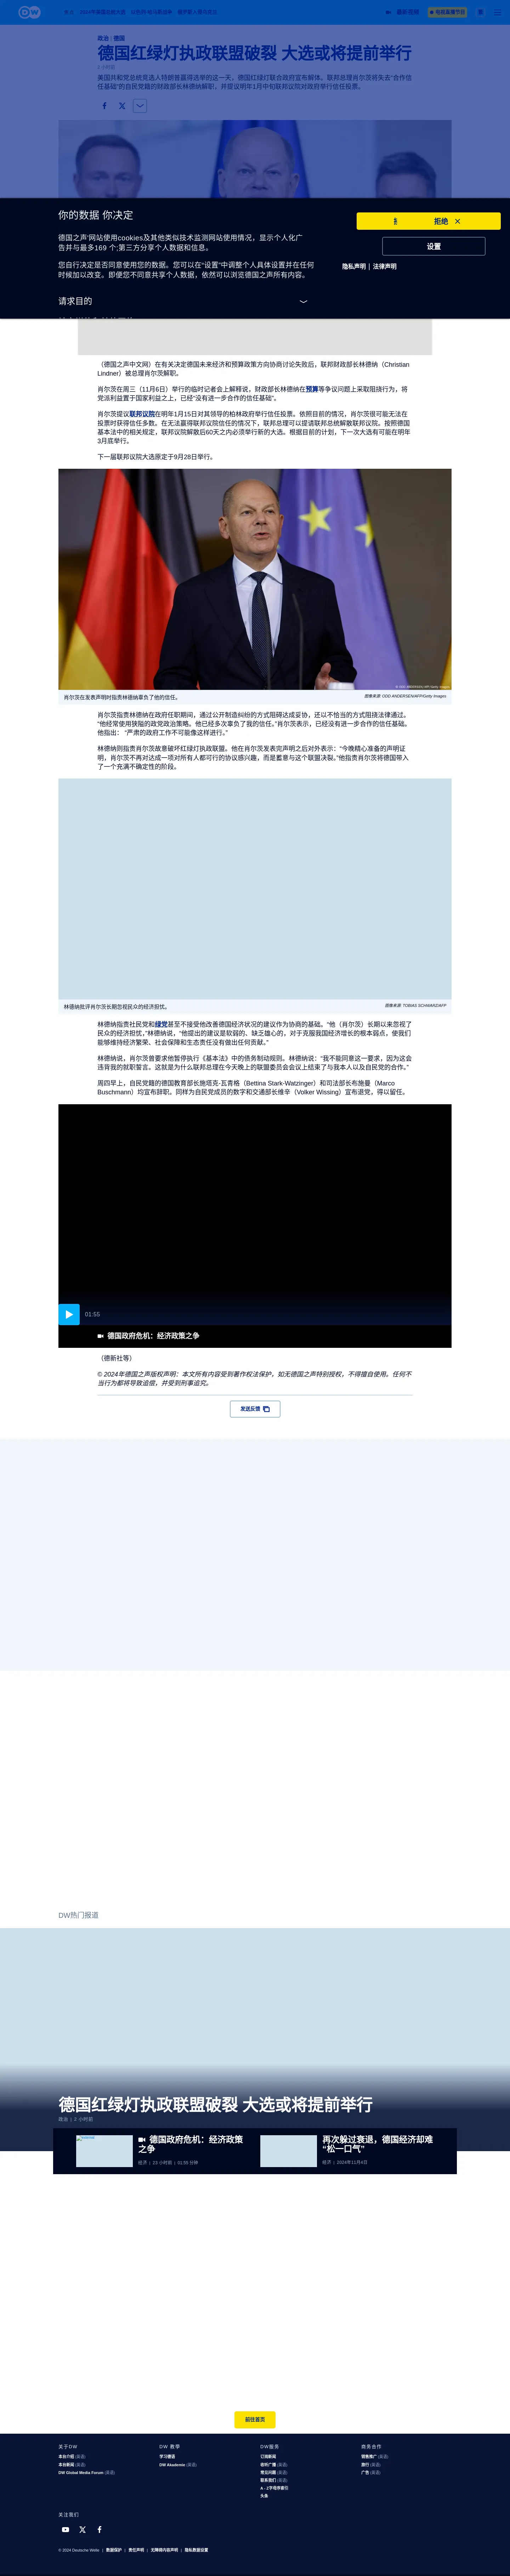 DW
2024年美国总统大选
以色列-哈马斯战争
俄罗斯入侵乌克兰
最新视频
电视直播节目
繁
政治
德国
德国红绿灯执政联盟破裂 大选或将提前举行
2 小时前
美国共和党总统党选人特朗普赢得选举的这一天，德国红绿灯联合政府宣布解体。联邦总理肖尔茨将失去“合作信任基础”的自民党籍的财政部长林德纳解职，并提议明年1月中旬联邦议院对政府举行信任投票。
你的数据 你决定
德国之声'网站使用cookies及其他类似技术监测网站使用情况，显示个人化广告并与最多169 个.第三方分享个人数据和信息。
您自行决定是否同意使用您的数据。您可以在“设置”中调整个人具体设置并在任何时候加以改变。即便您不同意共享个人数据，依然可以浏览德国之声所有内容。
请求目的
拒绝
设置
隐私声明 | 法律声明
（德国之声中文网）在有关决定德国未来经济和预算政策方向协商讨论失败后，联邦财政部长林德纳（Christian Lindner）被总理肖尔茨解职。
肖尔茨在周三（11月6日）举行的临时记者会上解释说，财政部长林德纳在预算等争议问题上采取阻挠行为，将党派利益置于国家利益之上，已经“没有进一步合作的信任基础”。
肖尔茨提议联邦议院在明年1月15日对其领导的柏林政府举行信任投票。依照目前的情况，肖尔茨很可能无法在投票时获得信任多数。在无法赢得联邦议院信任的情况下，联邦总理可以提请联邦总统解散联邦议院。按照德国基本法中的相关规定，联邦议院解散后60天之内必须举行新的大选。根据目前的计划，下一次大选有可能在明年3月底举行。
下一届联邦议院大选原定于9月28日举行。
肖尔茨在发表声明时指责林德纳辜负了他的信任。
图像来源: ODD ANDERSEN/AFP/Getty Images
肖尔茨指责林德纳在政府任职期间，通过公开制造纠纷的方式阻碍达成妥协，还以不恰当的方式阻挠法律通过。“他经常使用狭隘的政党政治策略。他已经多次辜负了我的信任。”肖尔茨表示，已经没有进一步合作的信任基础。他指出： “严肃的政府工作不可能像这样进行。”
林德纳则指责肖尔茨故意破坏红绿灯执政联盟。他在肖尔茨发表完声明之后对外表示：“今晚精心准备的声明证明，肖尔茨不再对达成一项对所有人都可行的协议感兴趣，而是蓄意与这个联盟决裂。”他指责肖尔茨将德国带入了一个充满不确定性的阶段。
林德纳批评肖尔茨长期忽视民众的经济担忧。
图像来源: TOBIAS SCHWARZ/AFP
林德纳指责社民党和绿党甚至不接受他改善德国经济状况的建议作为协商的基础。“他（肖尔茨）长期以来忽视了民众的经济担忧，”林德纳说，“他提出的建议是软弱的、缺乏雄心的，对于克服我国经济增长的根本弱点，使我们能够维持经济繁荣、社会保障和生态责任没有做出任何贡献。”
林德纳说，肖尔茨曾要求他暂停执行《基本法》中的债务制动规则。林德纳说：“我不能同意这一要求，因为这会违背我的就职誓言。这就是为什么联邦总理在今天晚上的联盟委员会会议上结束了与我本人以及自民党的合作。”
周四早上，自民党籍的德国教育部长施塔克-瓦青格（Bettina Stark-Watzinger）和司法部长布施曼（Marco Buschmann）均宣布辞职。同样为自民党成员的数字和交通部长维辛（Volker Wissing）宣布退党，得以留任。
01:55
德国政府危机：经济政策之争
（德新社等）
© 2024年德国之声版权声明：本文所有内容受到著作权法保护，如无德国之声特别授权，不得擅自使用。任何不当行为都将导致追偿，并受到刑事追究。
发送反馈
DW热门报道
德国红绿灯执政联盟破裂 大选或将提前举行
政治 | 2 小时前
德国政府危机：经济政策之争
经济 | 23 小时前 | 01:55 分钟
再次躲过衰退，德国经济却难“松一口气”
经济 | 2024年11月4日
前往首页
关于DW
本台介绍 (英语)
本台新闻 (英语)
DW Global Media Forum (英语)
DW 教学
学习德语
DW Akademie (英语)
DW服务
订阅新闻
收听广播 (英语)
常见问题 (英语)
联系我们 (英语)
A - Z字母序索引
头条
商务合作
销售推广 (英语)
旅行 (英语)
广告 (英语)
关注我们
© 2024 Deutsche Welle | 数据保护 | 责任声明 | 无障碍内容声明 | 隐私数据设置